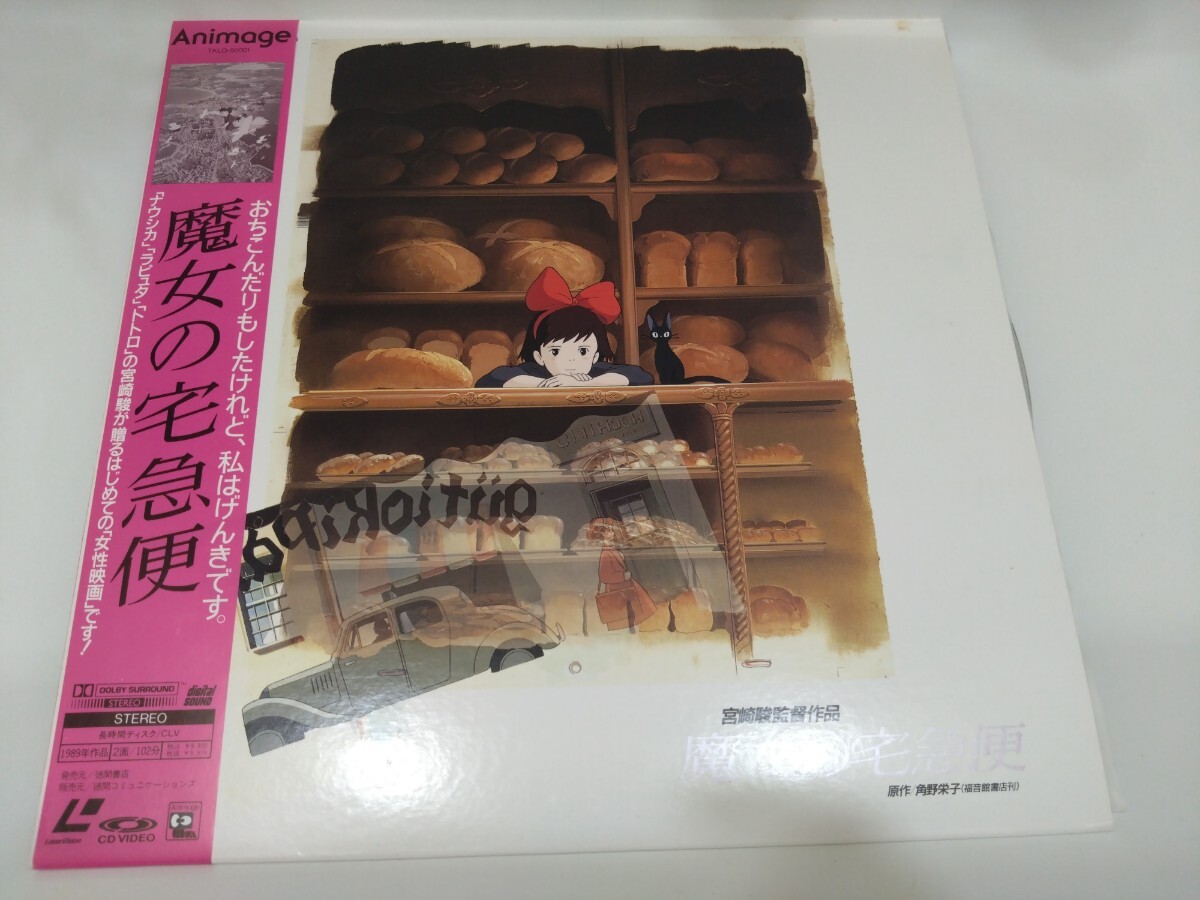 Animage
TKLO-50001
おちこんだりもしたけれど、私はげんきです。
魔女の宅急便
「ナウシカ」「ラピュタ」「トトロ」の宮崎駿が贈るはじめての「女性映画」です!
DOLBY SURROUND
STEREO
digital SOUND
STEREO
長時間ディスク/CLV
1989年作品 2面/102分
発売元/徳間書店
販売元/徳間コミュニケーションズ
LaserVision
CD VIDEO
Animage
GütioKip
宮崎駿監督作品
魔女の宅急便
原作/角野栄子(福音館書店刊)